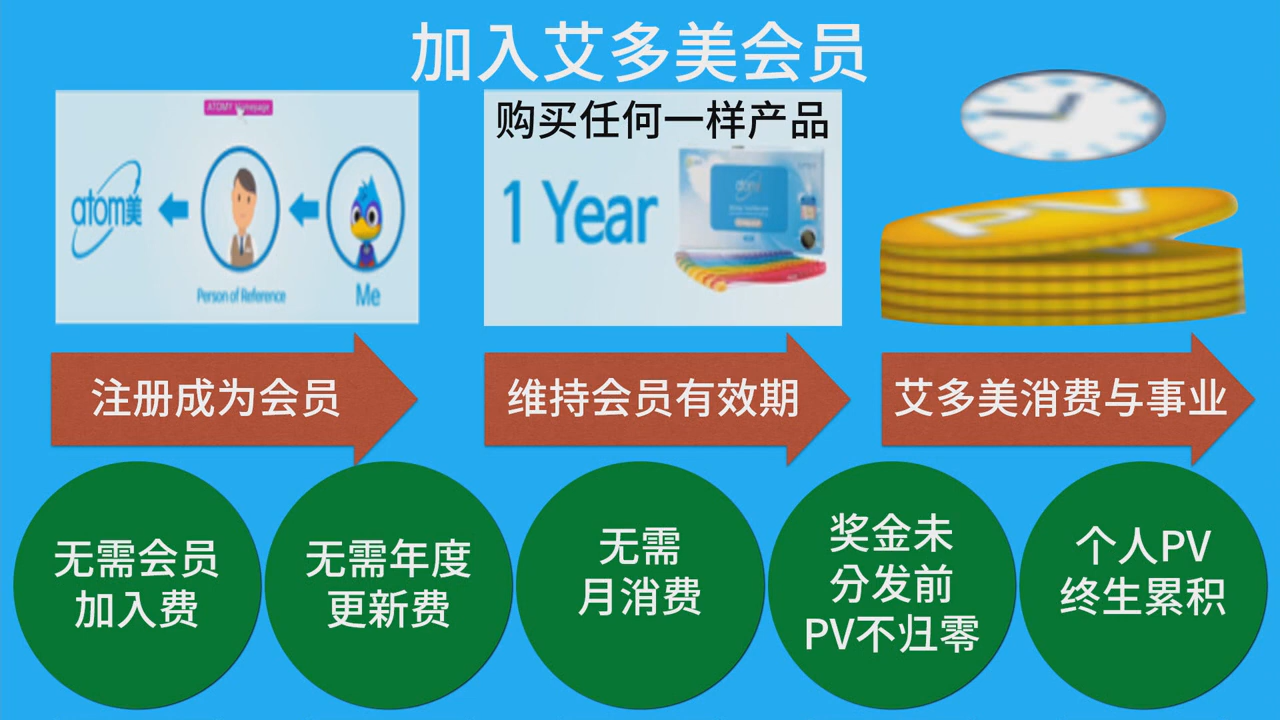 加入艾多美会员
ATOMY Homepage
atom美
Person of Reference
Me
购买任何一样产品
1 Year
PV
注册成为会员
维持会员有效期
艾多美消费与事业
无需会员
加入费
无需年度
更新费
无需
月消费
奖金未
分发前
PV不归零
个人PV
终生累积